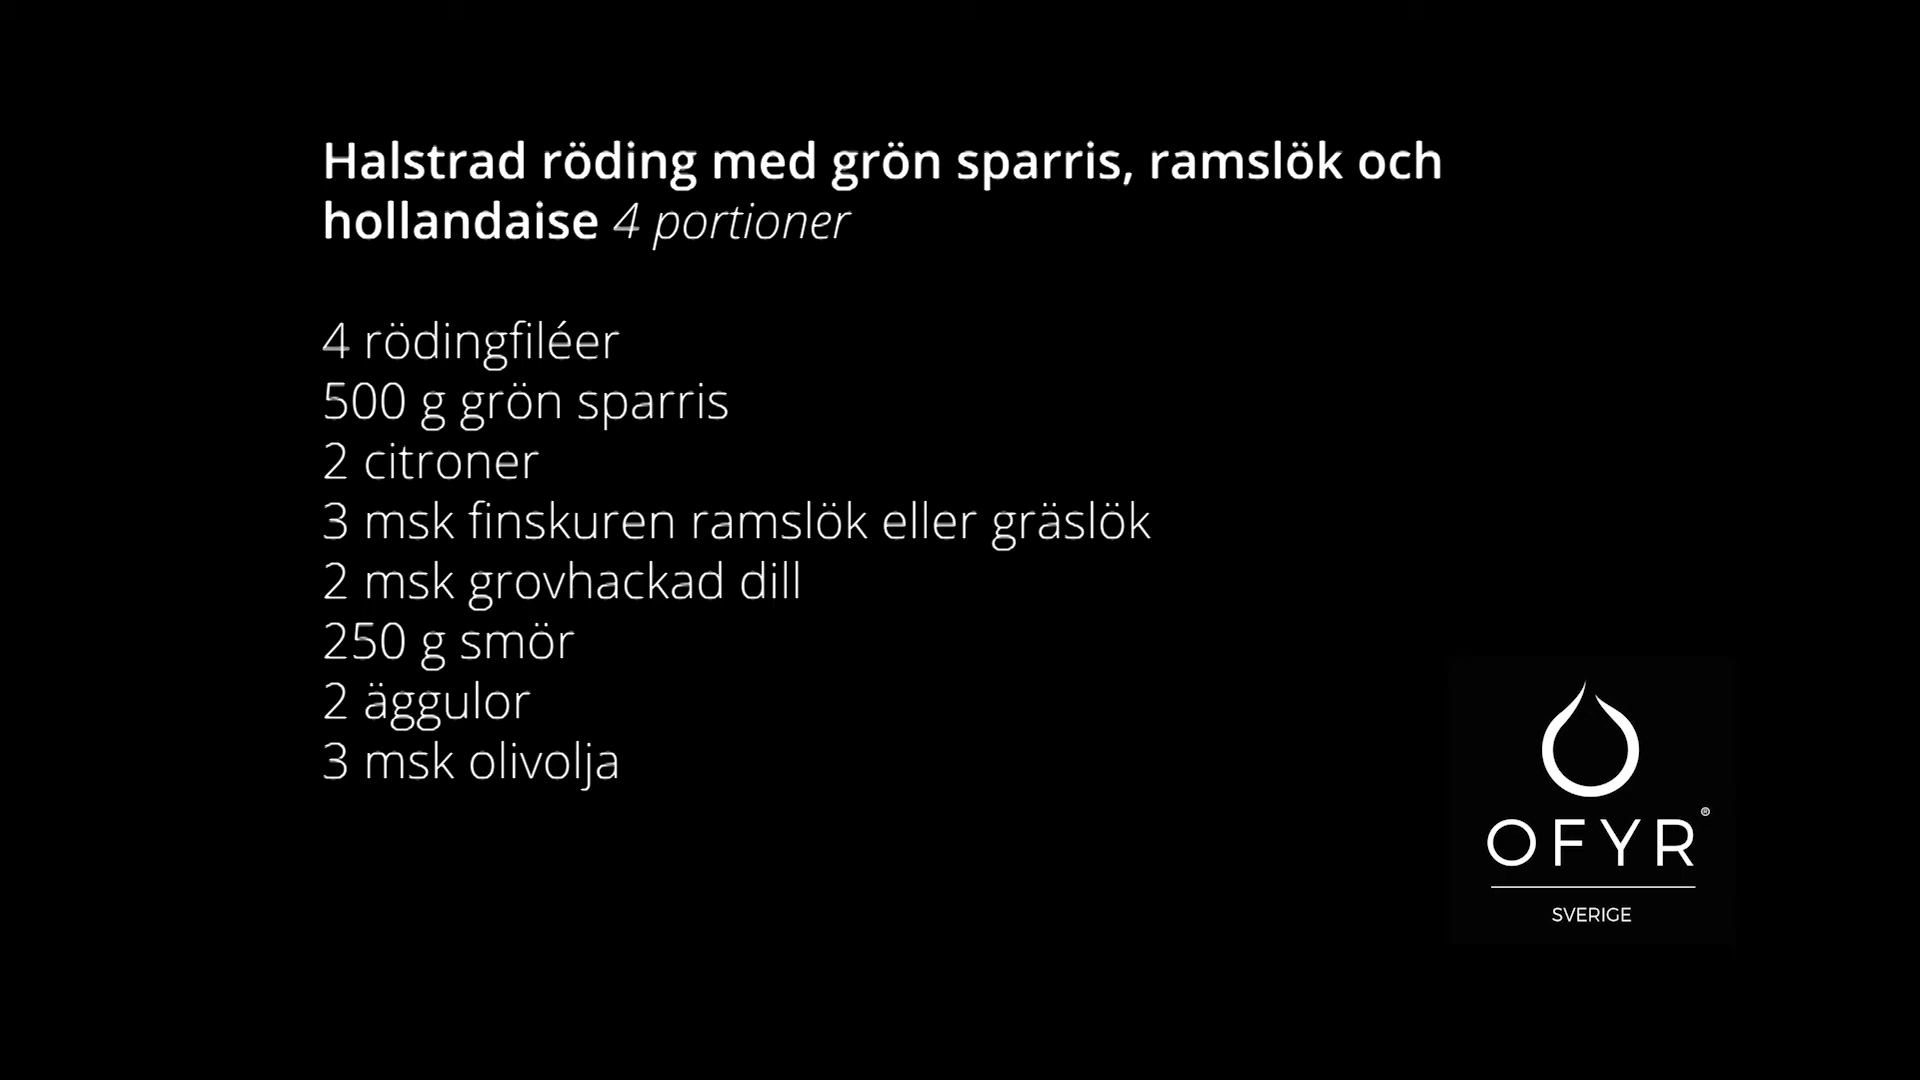 Halstrad röding med grön sparris, ramslök och
hollandaise 4 portioner
4 rödingfiléer
500 g grön sparris
2 citroner
3 msk finskuren ramslök eller gräslök
2 msk grovhackad dill
250 g smör
2 äggulor
3 msk olivolja
OFYR®
SVERIGE